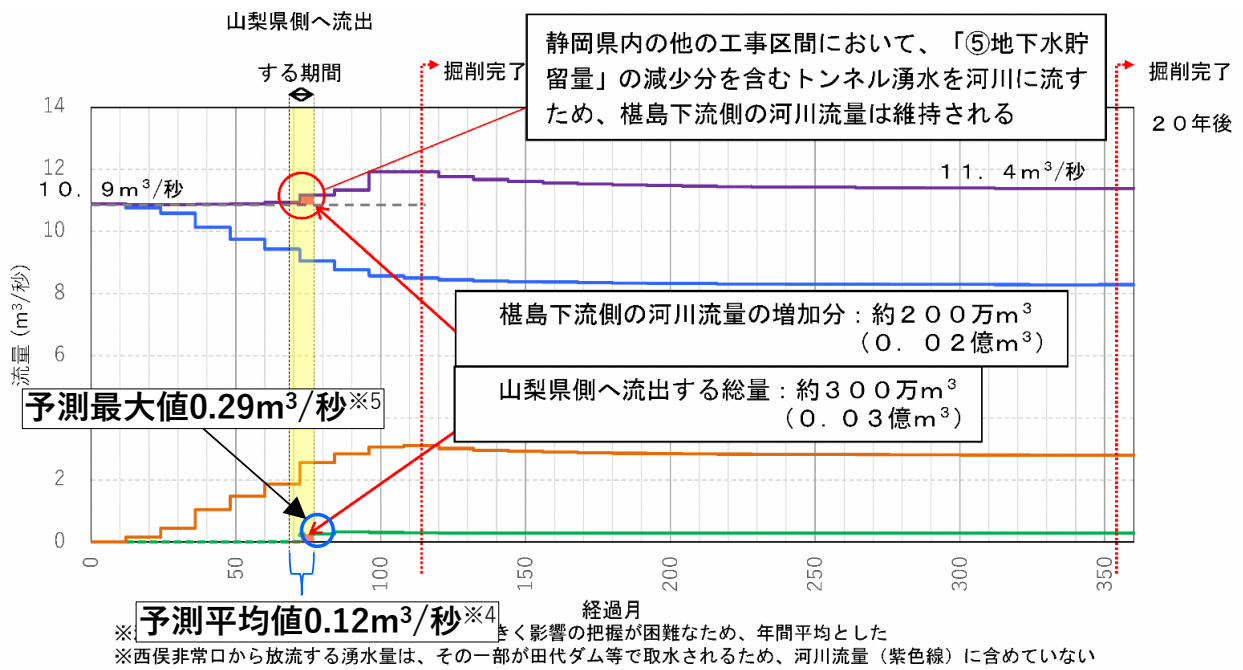 山梨県側へ流出
する期間
静岡県内の他の工事区間において、「⑤地下水貯
留量」の減少分を含むトンネル湧水を河川に流す
ため、椹島下流側の河川流量は維持される
掘削完了
掘削完了
２０年後
流量（m³/秒）
14
12
10
8
6
4
2
0
１０．９m³/秒
１１．４m³/秒
椹島下流側の河川流量の増加分：約２００万m³
（０．０２億m³）
山梨県側へ流出する総量：約３００万m³
（０．０３億m³）
予測最大値0.29m³/秒※5
0
50
100
150
200
250
300
350
経過月
予測平均値0.12m³/秒※4
きく影響の把握が困難なため、年間平均とした
※西俣非常口から放流する湧水量は、その一部が田代ダム等で取水されるため、河川流量（紫色線）に含めていない